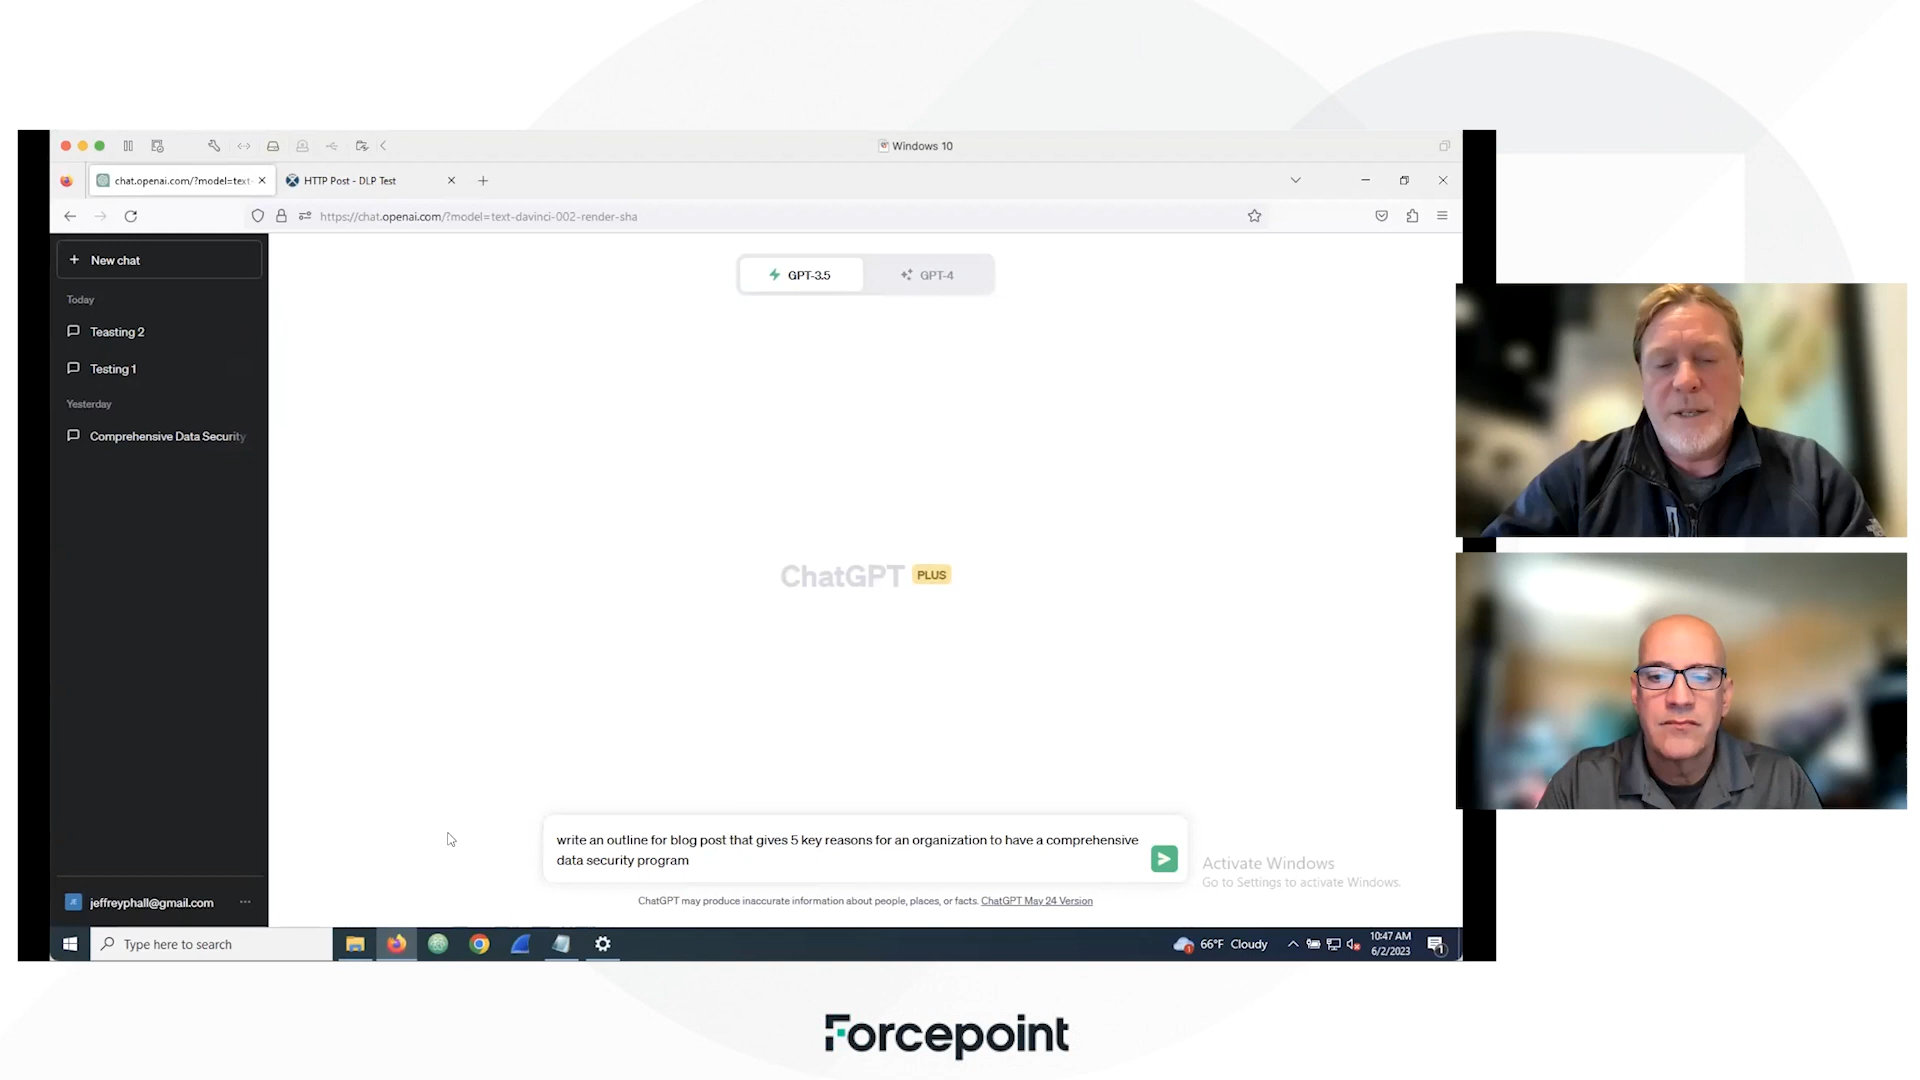 Windows 10
chat.openai.com/?model=text-
HTTP Post - DLP Test
https://chat.openai.com/?model=text-davinci-002-render-sha
New chat
GPT-3.5
GPT-4
Today
Teasting 2
Testing 1
Yesterday
Comprehensive Data Security
ChatGPT PLUS
write an outline for blog post that gives 5 key reasons for an organization to have a comprehensive
data security program
Activate Windows
Go to Settings to activate Windows.
ChatGPT may produce inaccurate information about people, places, or facts. ChatGPT May 24 Version
JE
jeffreyphall@gmail.com
Type here to search
66°F Cloudy
10:47 AM
6/2/2023
1
Forcepoint